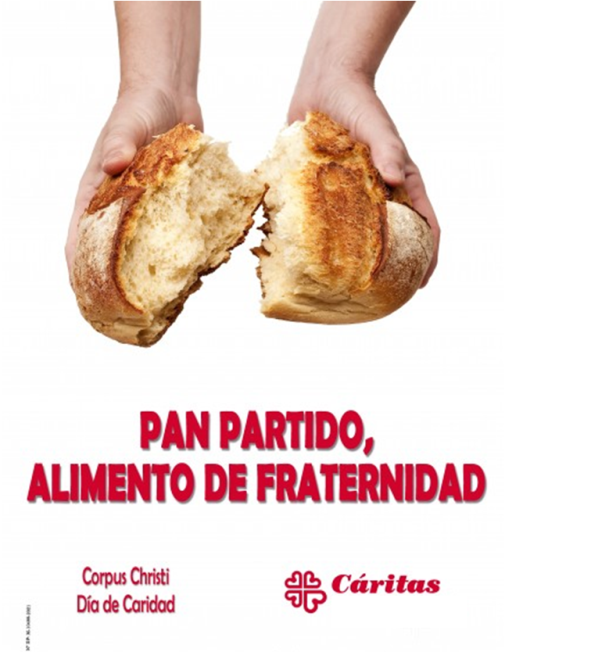 PAN PARTIDO,
ALIMENTO DE FRATERNIDAD
Corpus Christi
Día de Caridad
Cáritas